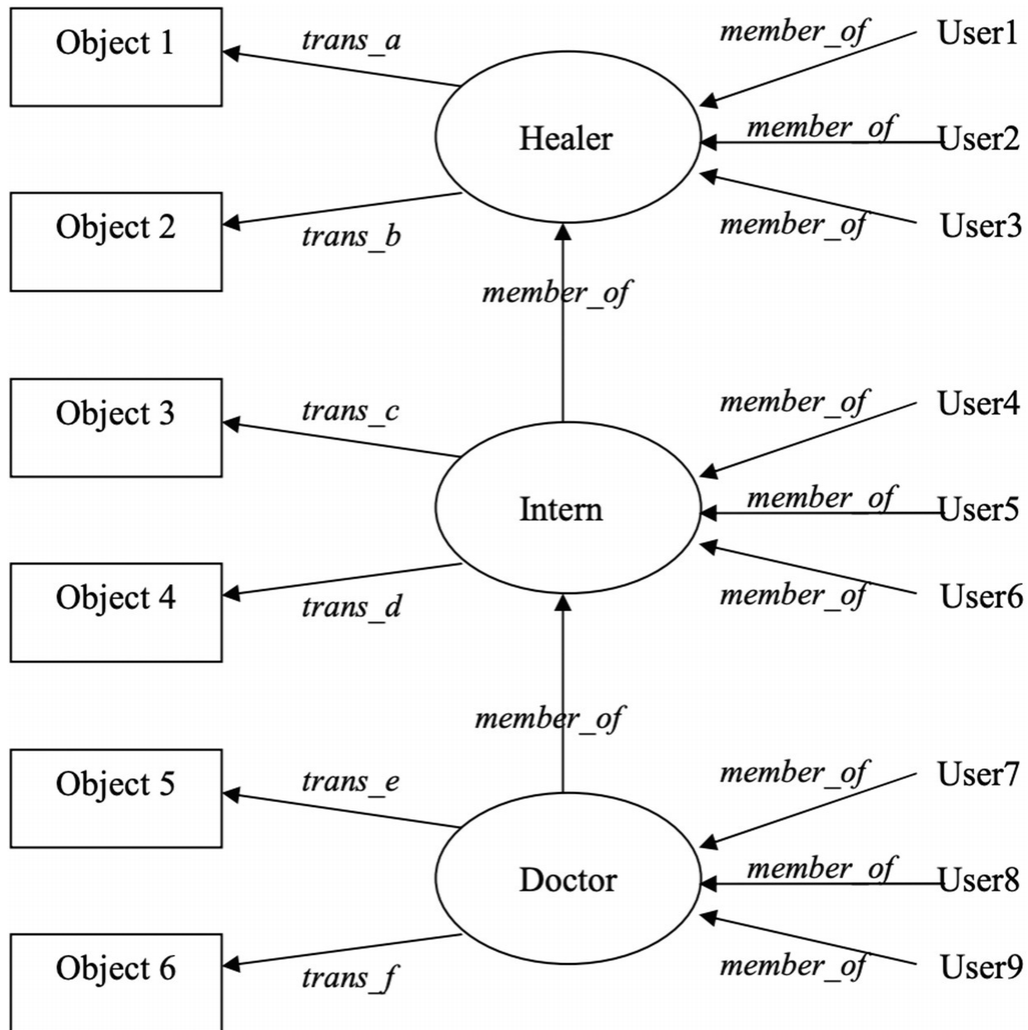 Object 1
trans_a
member_of
User1
Healer
member_of
User2
Object 2
trans_b
member_of
User3
member_of
Object 3
trans_c
member_of
User4
Intern
member_of
User5
Object 4
trans_d
member_of
User6
member_of
Object 5
trans_e
member_of
User7
Doctor
member_of
User8
Object 6
trans_f
member_of
User9